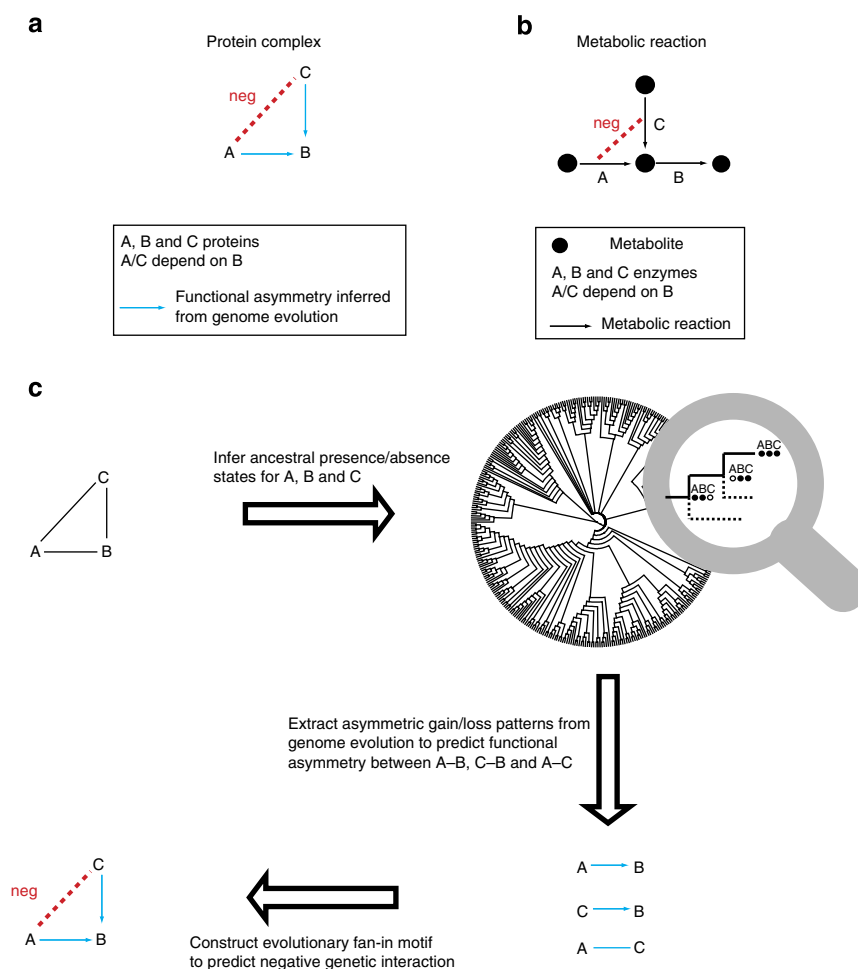 a
Protein complex
C
neg
A
B
A, B and C proteins
A/C depend on B
Functional asymmetry inferred
from genome evolution
b
Metabolic reaction
neg
C
A
B
Metabolite
A, B and C enzymes
A/C depend on B
Metabolic reaction
c
C
A
B
Infer ancestral presence/absence
states for A, B and C
ABC
ABC
ABC
Extract asymmetric gain/loss patterns from
genome evolution to predict functional
asymmetry between A–B, C–B and A–C
A B
C B
A C
Construct evolutionary fan-in motif
to predict negative genetic interaction
C
neg
A
B